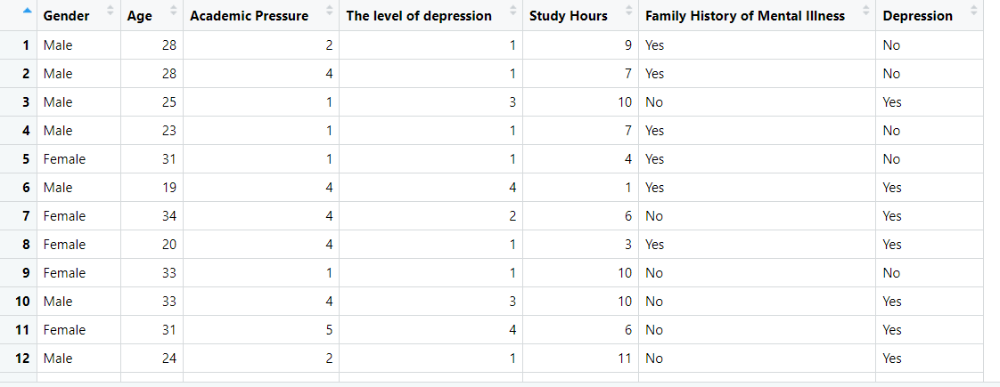 Gender Age Academic Pressure The level of depression Study Hours Family History of Mental Illness Depression
1 Male 28 2 1 9 Yes No
2 Male 28 4 1 7 Yes No
3 Male 25 1 3 10 No Yes
4 Male 23 1 1 7 Yes No
5 Female 31 1 1 4 Yes No
6 Male 19 4 4 1 Yes Yes
7 Female 34 4 2 6 No Yes
8 Female 20 4 1 3 Yes Yes
9 Female 33 1 1 10 No No
10 Male 33 4 3 10 No Yes
11 Female 31 5 4 6 No Yes
12 Male 24 2 1 11 No Yes